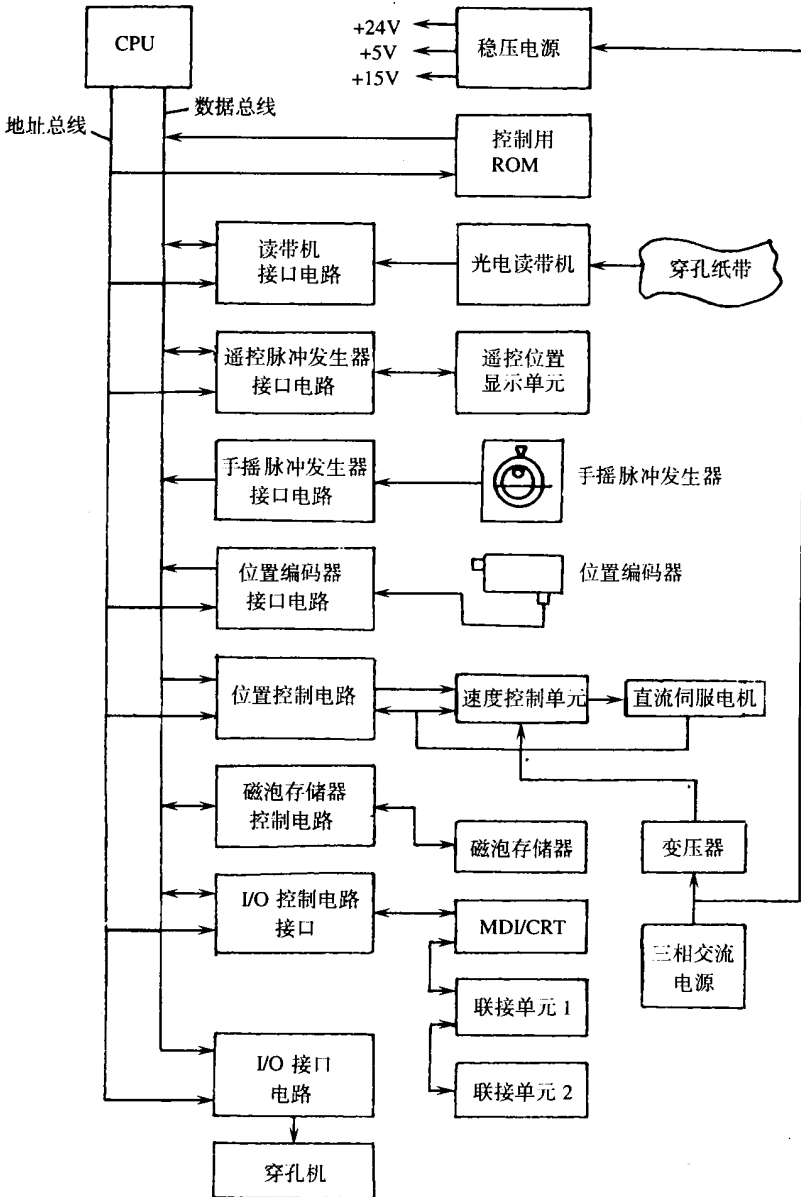 CPU
+24V
+5V
+15V
稳压电源
数据总线
地址总线
控制用
ROM
读带机
接口电路
光电读带机
穿孔纸带
遥控脉冲发生器
接口电路
遥控位置
显示单元
手摇脉冲发生器
接口电路
手摇脉冲发生器
位置编码器
接口电路
位置编码器
位置控制电路
速度控制单元
直流伺服电机
磁泡存储器
控制电路
磁泡存储器
变压器
I/O 控制电路
接口
MDI/CRT
三相交流
电源
联接单元 1
I/O 接口
电路
联接单元 2
穿孔机